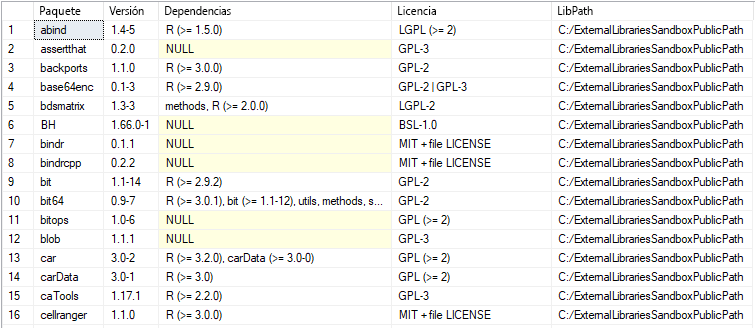 Paquete Versión Dependencias Licencia LibPath
1 abind 1.4-5 R (>= 1.5.0) LGPL (>= 2) C:/ExternalLibrariesSandboxPublicPath
2 assertthat 0.2.0 NULL GPL-3 C:/ExternalLibrariesSandboxPublicPath
3 backports 1.1.0 R (>= 3.0.0) GPL-2 C:/ExternalLibrariesSandboxPublicPath
4 base64enc 0.1-3 R (>= 2.9.0) GPL-2 | GPL-3 C:/ExternalLibrariesSandboxPublicPath
5 bdsmatrix 1.3-3 methods, R (>= 2.0.0) LGPL-2 C:/ExternalLibrariesSandboxPublicPath
6 BH 1.66.0-1 NULL BSL-1.0 C:/ExternalLibrariesSandboxPublicPath
7 bindr 0.1.1 NULL MIT + file LICENSE C:/ExternalLibrariesSandboxPublicPath
8 bindrcpp 0.2.2 NULL MIT + file LICENSE C:/ExternalLibrariesSandboxPublicPath
9 bit 1.1-14 R (>= 2.9.2) GPL-2 C:/ExternalLibrariesSandboxPublicPath
10 bit64 0.9-7 R (>= 3.0.1), bit (>= 1.1-12), utils, methods, s... GPL-2 C:/ExternalLibrariesSandboxPublicPath
11 bitops 1.0-6 NULL GPL (>= 2) C:/ExternalLibrariesSandboxPublicPath
12 blob 1.1.1 NULL GPL-3 C:/ExternalLibrariesSandboxPublicPath
13 car 3.0-2 R (>= 3.2.0), carData (>= 3.0-0) GPL (>= 2) C:/ExternalLibrariesSandboxPublicPath
14 carData 3.0-1 R (>= 3.0) GPL (>= 2) C:/ExternalLibrariesSandboxPublicPath
15 caTools 1.17.1 R (>= 2.2.0) GPL-3 C:/ExternalLibrariesSandboxPublicPath
16 cellranger 1.1.0 R (>= 3.0.0) MIT + file LICENSE C:/ExternalLibrariesSandboxPublicPath